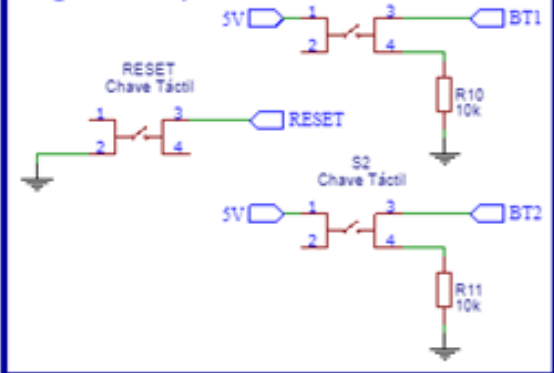 5V 1 3 BT1
2 4
R10
10k
RESET
Chave Táctil
1 3 RESET
2 4
S2
Chave Táctil
5V 1 3 BT2
2 4
R11
10k